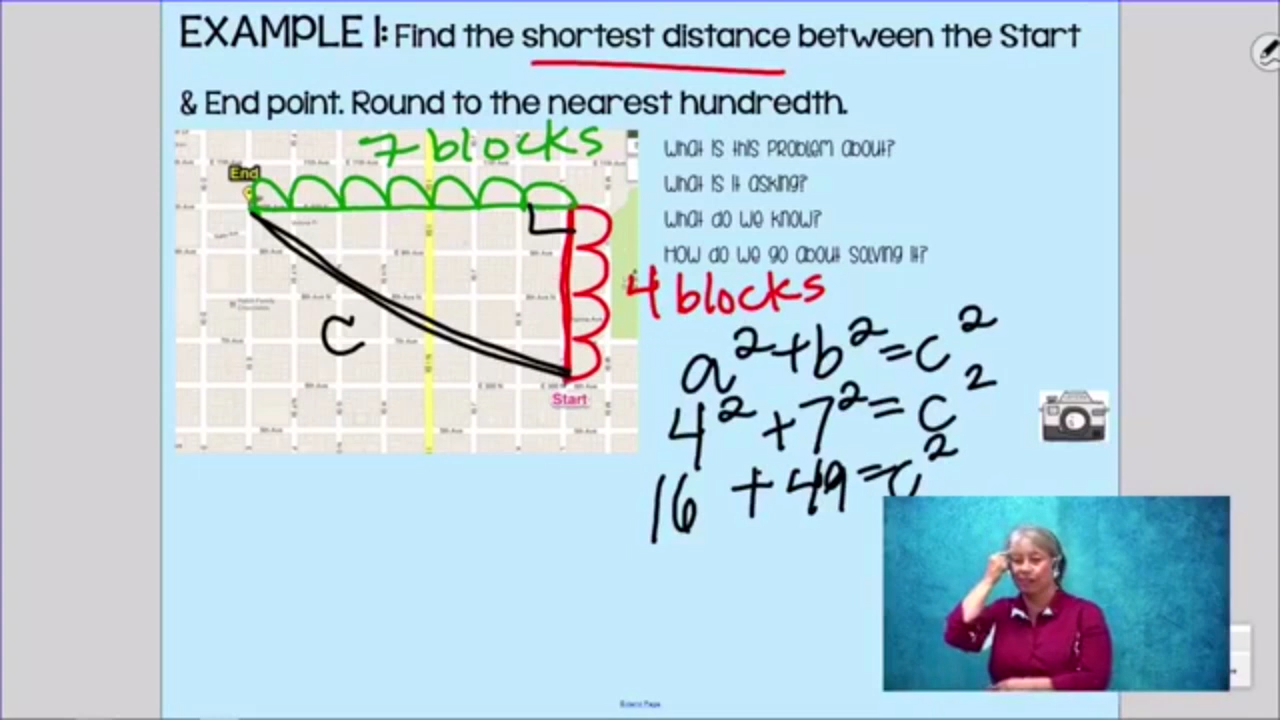 EXAMPLE 1: Find the shortest distance between the Start
& End point. Round to the nearest hundredth.
7 blocks
End
What is this problem about?
What is it asking?
What do we know?
How do we go about solving it?
4 blocks
C
Start
a²+b²=c²
4²+7²=c²
16+49=c²